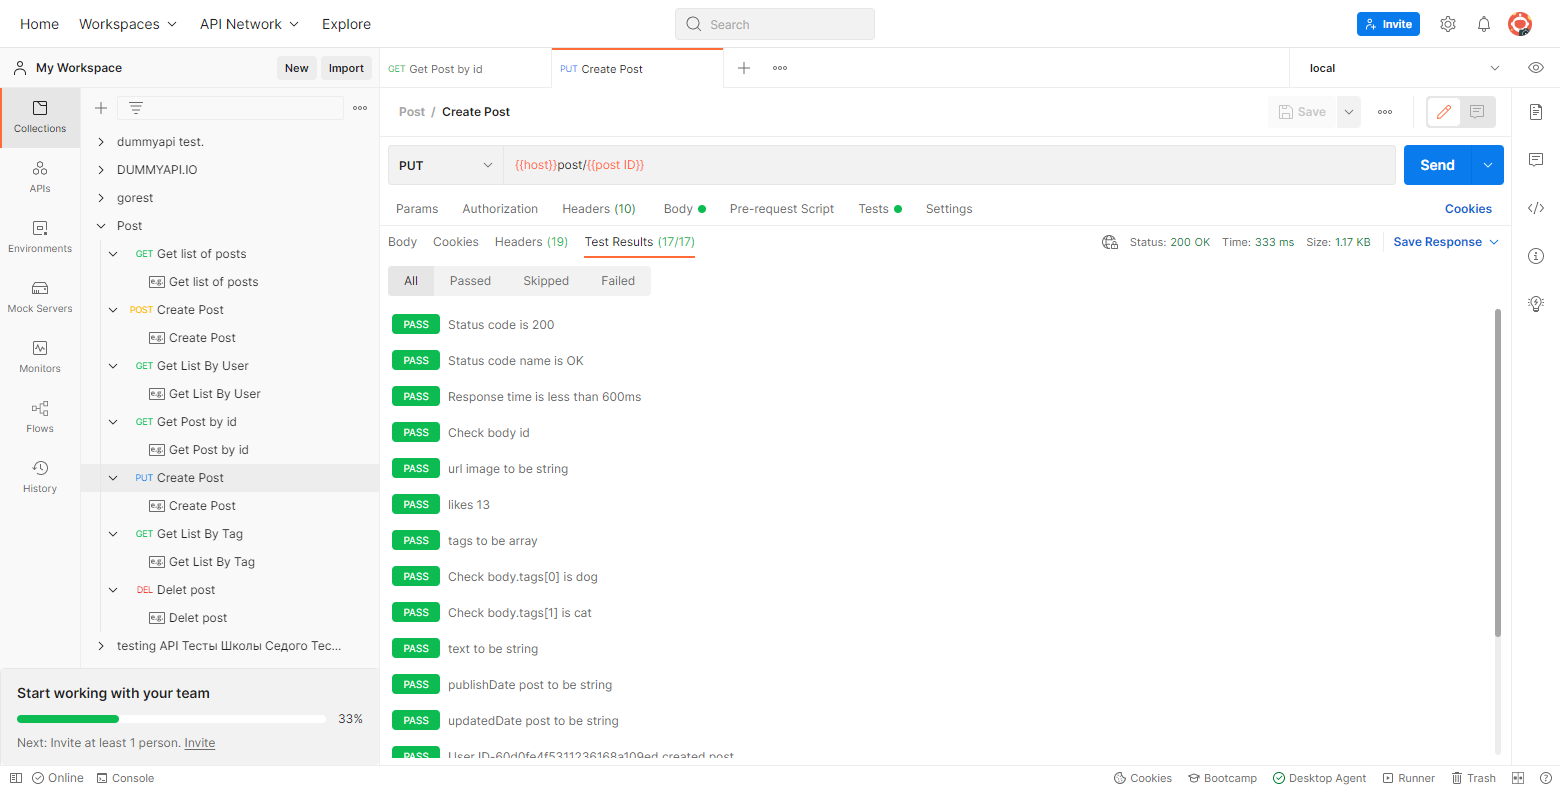 Home Workspaces API Network Explore Search Invite
My Workspace New Import GET Get Post by id PUT Create Post local
Collections
APIs
Environments
Mock Servers
Monitors
Flows
History
dummyapi test.
DUMMYAPI.IO
gorest
Post
GET Get list of posts
e.g. Get list of posts
POST Create Post
e.g. Create Post
GET Get List By User
e.g. Get List By User
GET Get Post by id
e.g. Get Post by id
PUT Create Post
e.g. Create Post
GET Get List By Tag
e.g. Get List By Tag
DEL Delet post
e.g. Delet post
testing API Тесты Школы Седого Тес...
Start working with your team
33%
Next: Invite at least 1 person. Invite
Post / Create Post Save
PUT {{host}}post/{{post ID}} Send
Params Authorization Headers (10) Body Pre-request Script Tests Settings Cookies
Body Cookies Headers (19) Test Results (17/17) Status: 200 OK Time: 333 ms Size: 1.17 KB Save Response
All Passed Skipped Failed
PASS Status code is 200
PASS Status code name is OK
PASS Response time is less than 600ms
PASS Check body id
PASS url image to be string
PASS likes 13
PASS tags to be array
PASS Check body.tags[0] is dog
PASS Check body.tags[1] is cat
PASS text to be string
PASS publishDate post to be string
PASS updatedDate post to be string
PASS User ID-60d0fe4f5311236168a109ed created post
Online Console Cookies Bootcamp Desktop Agent Runner Trash